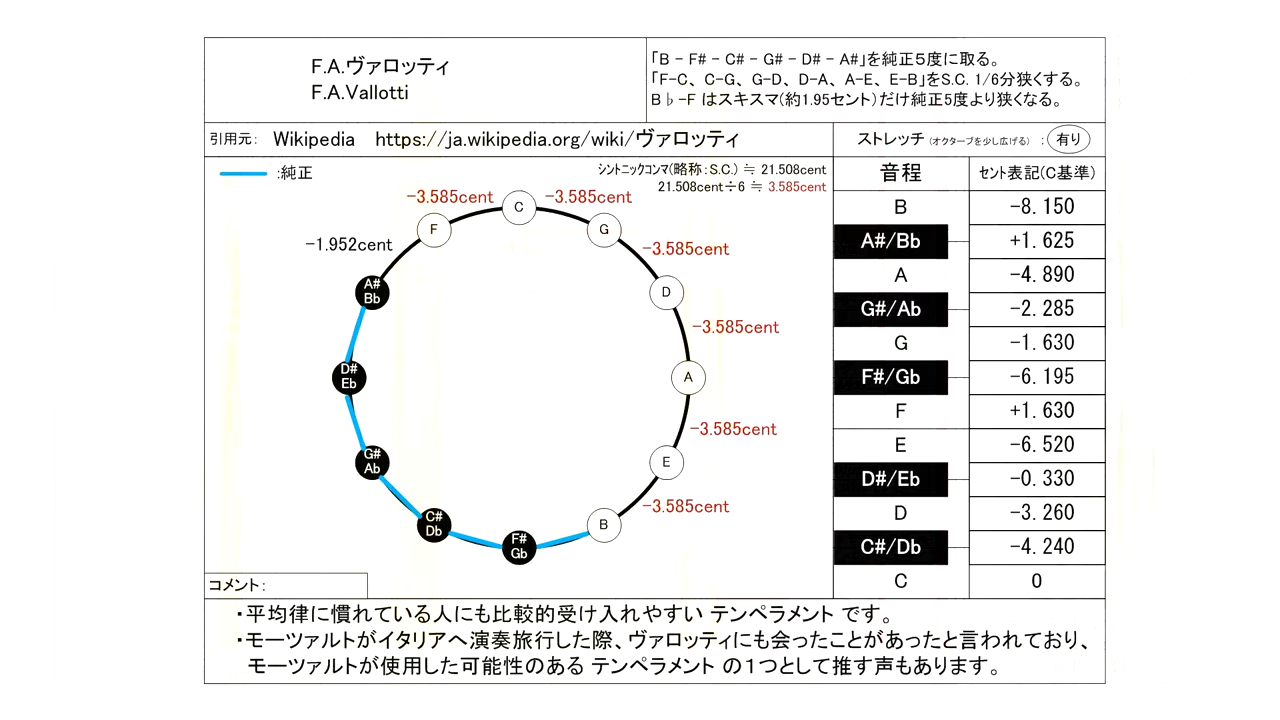 F.A.ヴァロッティ
F.A.Vallotti
「B - F# - C# - G# - D# - A#」を純正5度に取る。
「F-C、C-G、G-D、D-A、A-E、E-B」をS.C. 1/6分狭くする。
B♭-F はスキスマ(約1.95セント)だけ純正5度より狭くなる。
引用元: Wikipedia https://ja.wikipedia.org/wiki/ヴァロッティ
ストレッチ (オクターブを少し広げる) : 有り
:純正
シントニックコンマ(略称:S.C.) ≒ 21.508cent
21.508cent÷6 ≒ 3.585cent
-3.585cent
-3.585cent
-1.952cent
-3.585cent
-3.585cent
-3.585cent
-3.585cent
C
G
D
A
E
B
F#
Gb
C#
Db
G#
Ab
D#
Eb
A#
Bb
F
音程 セント表記(C基準)
B -8.150
A#/Bb +1.625
A -4.890
G#/Ab -2.285
G -1.630
F#/Gb -6.195
F +1.630
E -6.520
D#/Eb -0.330
D -3.260
C#/Db -4.240
C 0
コメント:
・平均律に慣れている人にも比較的受け入れやすい テンペラメント です。
・モーツァルトがイタリアへ演奏旅行した際、ヴァロッティにも会ったことがあったと言われており、
モーツァルトが使用した可能性のある テンペラメント の1つとして推す声もあります。